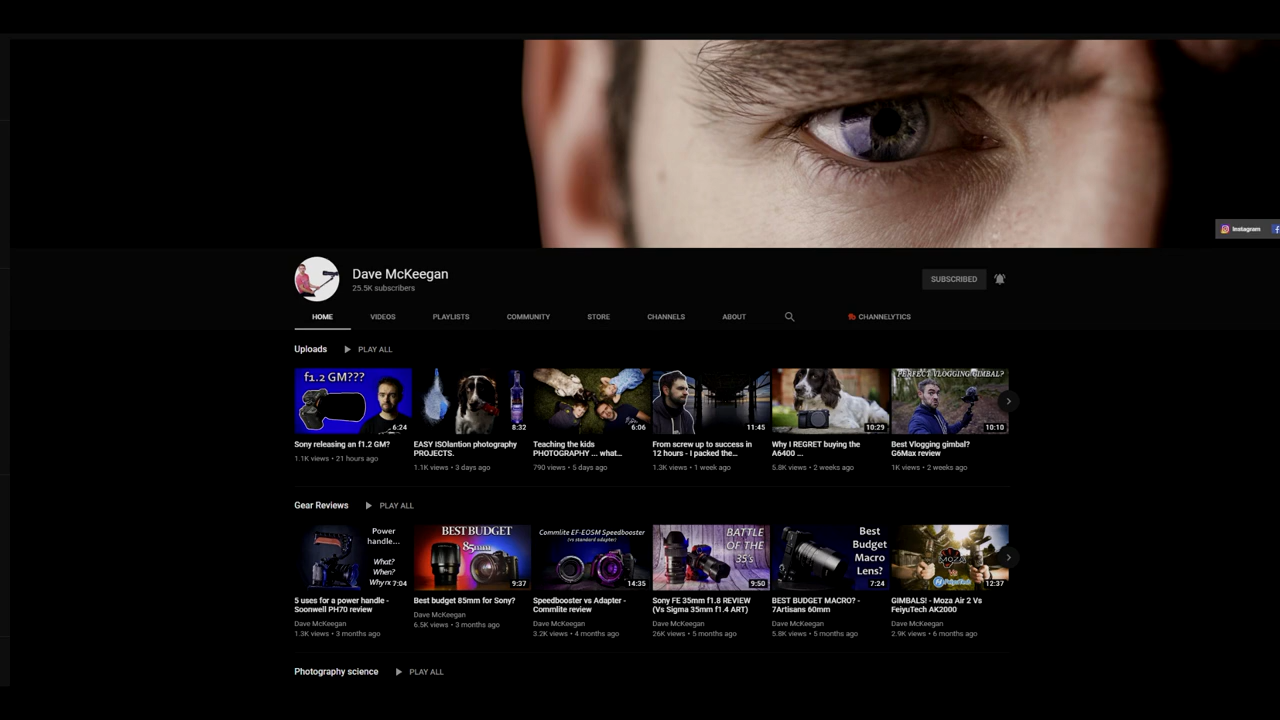 Instagram
Dave McKeegan
25.5K subscribers
SUBSCRIBED
HOME VIDEOS PLAYLISTS COMMUNITY STORE CHANNELS ABOUT CHANNELYTICS
Uploads PLAY ALL
f1.2 GM???
6:24
8:32
6:06
11:45
10:29
PERFECT VLOGGING GIMBAL?
10:10
Sony releasing an f1.2 GM?
1.1K views • 21 hours ago
EASY ISOlantion photography
PROJECTS.
1.1K views • 3 days ago
Teaching the kids
PHOTOGRAPHY ... what...
790 views • 5 days ago
From screw up to success in
12 hours - I packed the...
1.3K views • 1 week ago
Why I REGRET buying the
A6400 ...
5.8K views • 2 weeks ago
Best Vlogging gimbal?
G6Max review
1K views • 2 weeks ago
Gear Reviews PLAY ALL
Power
handle...
What?
When?
7:04
BEST BUDGET
85mm
9:37
Commlite EF-EOSM Speedbooster
(vs standard adapter)
14:35
BATTLE
OF THE
35's
9:50
Best
Budget
Macro
Lens?
7:24
MOZA
Vs
FeiyuTech
12:37
5 uses for a power handle -
Soonwell PH70 review
Dave McKeegan
1.3K views • 3 months ago
Best budget 85mm for Sony?
Dave McKeegan
6.5K views • 3 months ago
Speedbooster vs Adapter -
Commlite review
Dave McKeegan
3.2K views • 4 months ago
Sony FE 35mm f1.8 REVIEW
(Vs Sigma 35mm f1.4 ART)
Dave McKeegan
26K views • 5 months ago
BEST BUDGET MACRO? -
7Artisans 60mm
Dave McKeegan
5.8K views • 5 months ago
GIMBALS! - Moza Air 2 Vs
FeiyuTech AK2000
Dave McKeegan
2.9K views • 6 months ago
Photography science PLAY ALL